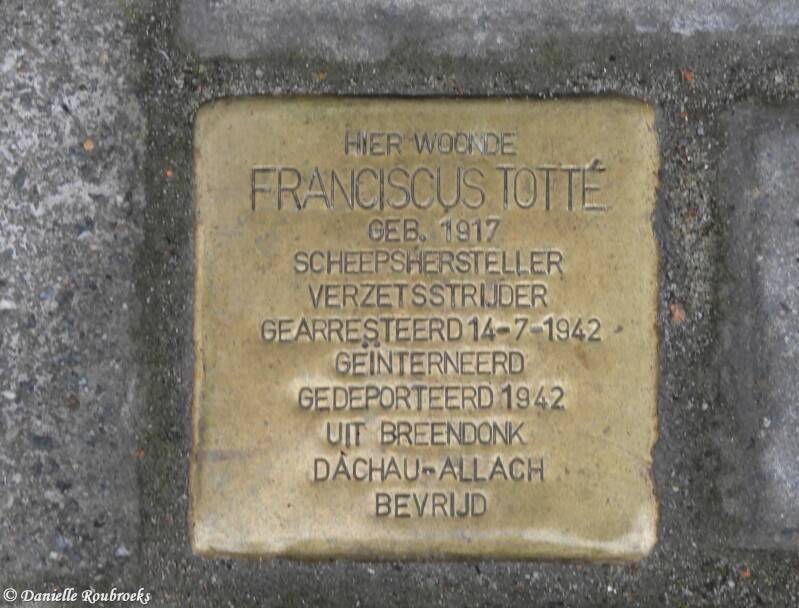 HIER WOONDE
FRANCISCUS TOTTÉ
GEB. 1917
SCHEEPSHERSTELLER
VERZETSSTRIJDER
GEARRESTEERD 14-7-1942
GEÏNTERNEERD
GEDEPORTEERD 1942
UIT BREENDONK
DACHAU-ALLACH
BEVRIJD
© Danielle Roubroeks